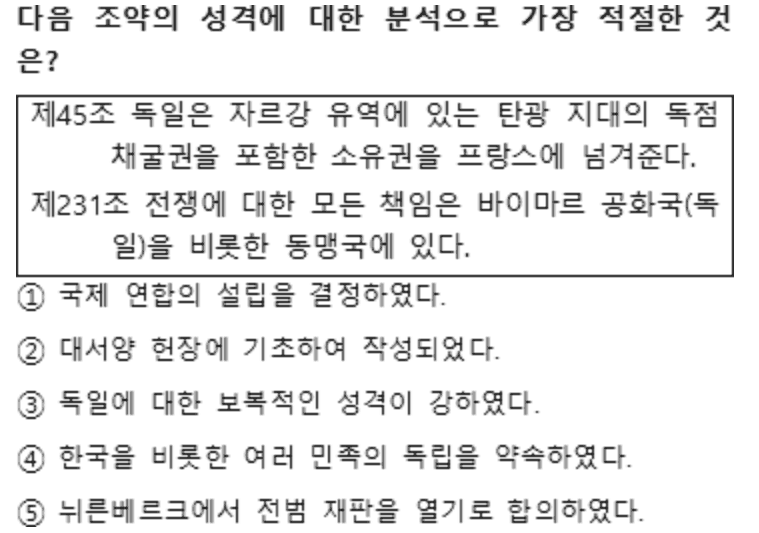 다음 조약의 성격에 대한 분석으로 가장 적절한 것
은?
제45조 독일은 자르강 유역에 있는 탄광 지대의 독점
채굴권을 포함한 소유권을 프랑스에 넘겨준다.
제231조 전쟁에 대한 모든 책임은 바이마르 공화국(독
일)을 비롯한 동맹국에 있다.
① 국제 연합의 설립을 결정하였다.
② 대서양 헌장에 기초하여 작성되었다.
③ 독일에 대한 보복적인 성격이 강하였다.
④ 한국을 비롯한 여러 민족의 독립을 약속하였다.
⑤ 뉘른베르크에서 전범 재판을 열기로 합의하였다.